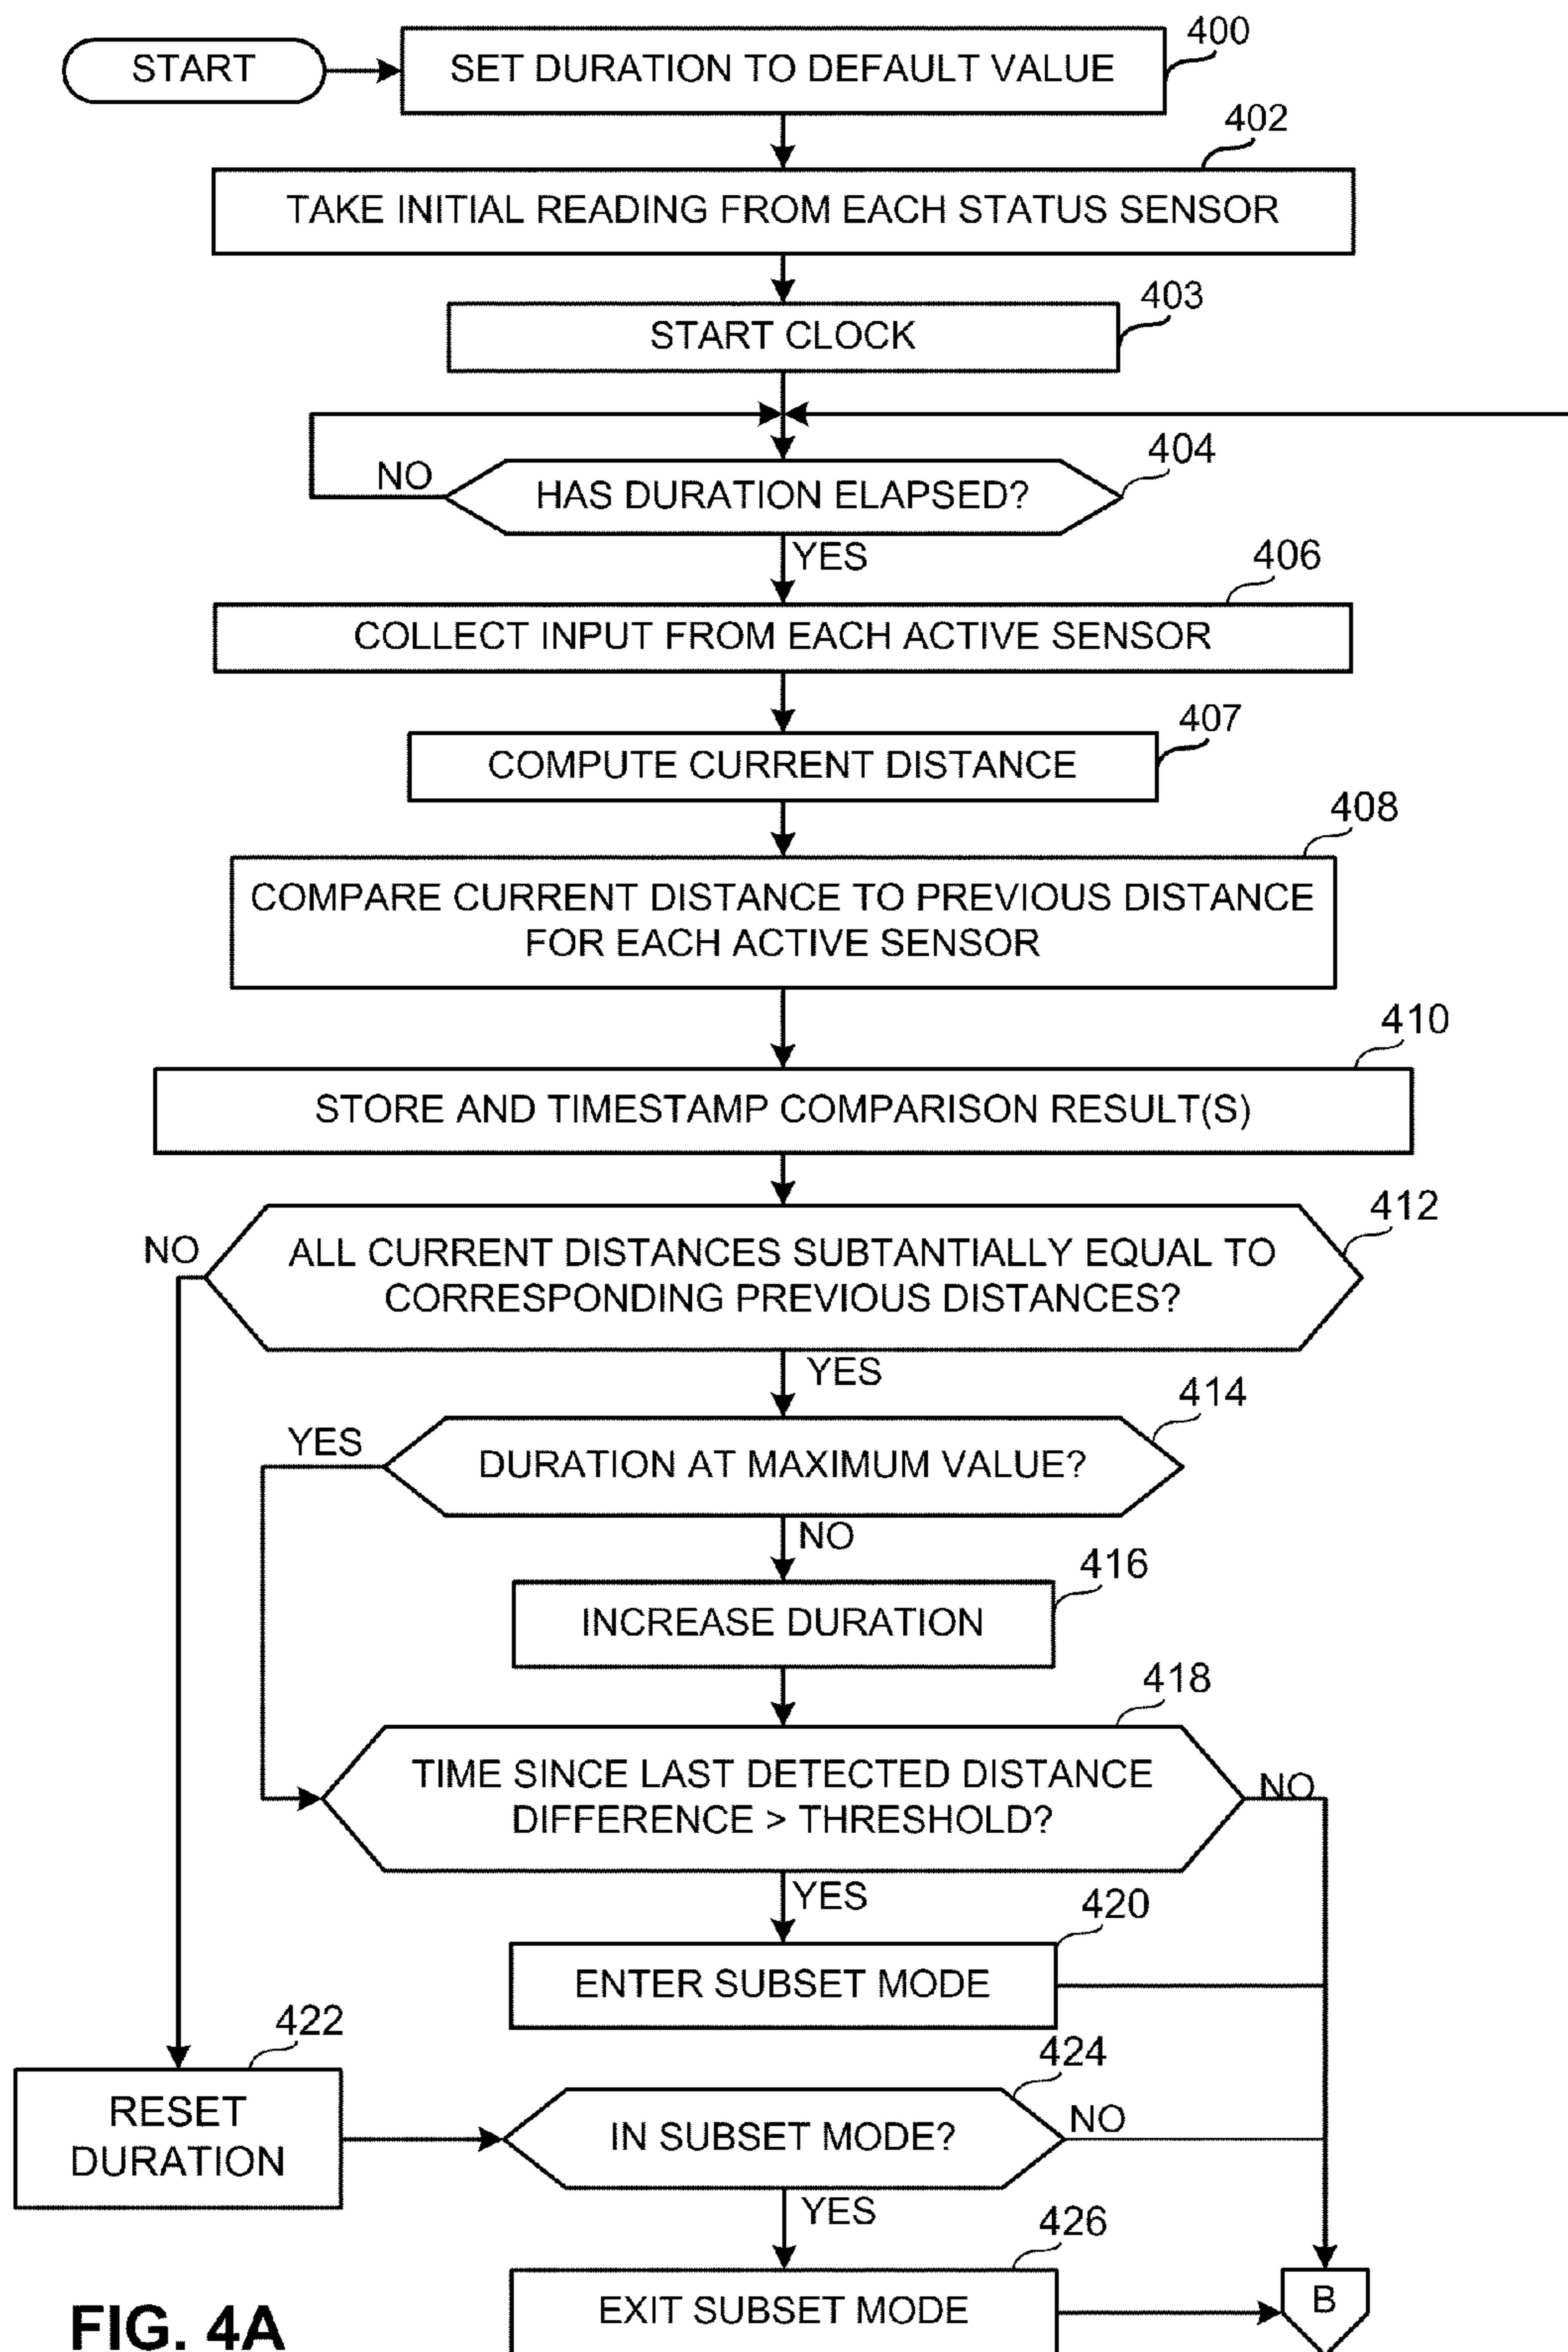 START
SET DURATION TO DEFAULT VALUE
400
402
TAKE INITIAL READING FROM EACH STATUS SENSOR
403
START CLOCK
404
NO
HAS DURATION ELAPSED?
YES
406
COLLECT INPUT FROM EACH ACTIVE SENSOR
407
COMPUTE CURRENT DISTANCE
408
COMPARE CURRENT DISTANCE TO PREVIOUS DISTANCE
FOR EACH ACTIVE SENSOR
410
STORE AND TIMESTAMP COMPARISON RESULT(S)
412
NO
ALL CURRENT DISTANCES SUBTANTIALLY EQUAL TO
CORRESPONDING PREVIOUS DISTANCES?
YES
414
YES
DURATION AT MAXIMUM VALUE?
NO
416
INCREASE DURATION
418
TIME SINCE LAST DETECTED DISTANCE
DIFFERENCE > THRESHOLD?
NO
YES
420
ENTER SUBSET MODE
422
RESET
DURATION
424
IN SUBSET MODE?
NO
YES
426
EXIT SUBSET MODE
B
FIG. 4A